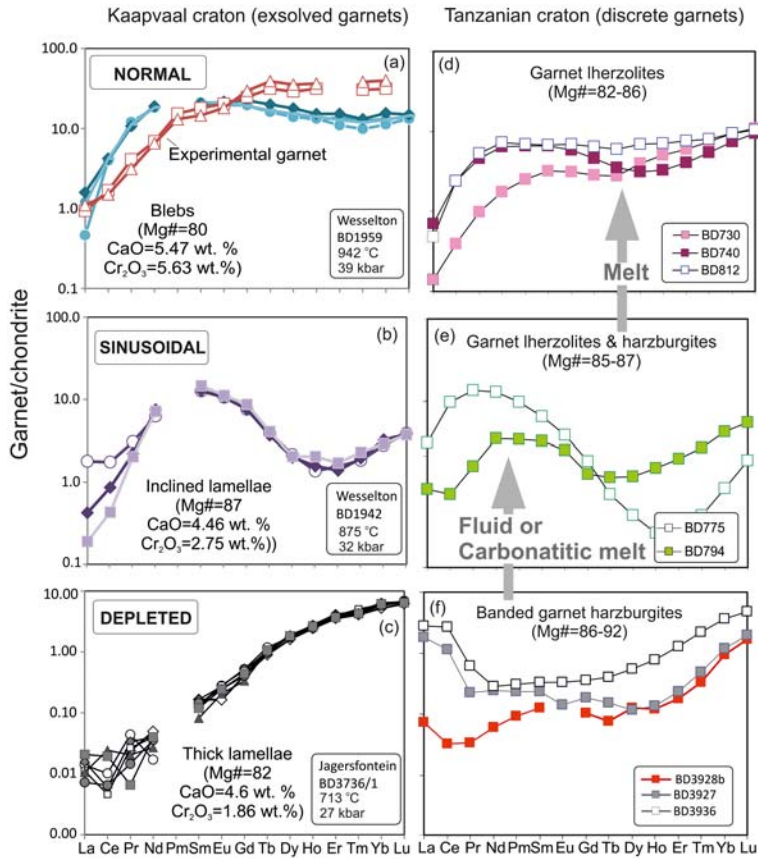 Kaapvaal craton (exsolved garnets)
Tanzanian craton (discrete garnets)
Garnet/chondrite
100.0
10.0
1.0
0.1
NORMAL
(a)
Experimental garnet
Blebs
(Mg#=80
CaO=5.47 wt. %
Cr₂O₃=5.63 wt.%)
Wesselton
BD1959
942 °C
39 kbar
(d)
Garnet lherzolites
(Mg#=82-86)
BD730
BD740
BD812
Melt
100.0
10.0
1.0
0.1
SINUSOIDAL
(b)
Inclined lamellae
(Mg#=87
CaO=4.46 wt. %
Cr₂O₃=2.75 wt.%))
Wesselton
BD1942
875 °C
32 kbar
(e)
Garnet lherzolites & harzburgites
(Mg#=85-87)
Fluid or
Carbonatitic melt
BD775
BD794
10.00
1.00
0.10
0.01
0.00
DEPLETED
(c)
Thick lamellae
(Mg#=82
CaO=4.6 wt. %
Cr₂O₃=1.86 wt.%)
Jagersfontein
BD3736/1
713 °C
27 kbar
La Ce Pr Nd Pm Sm Eu Gd Tb Dy Ho Er Tm Yb Lu
(f)
Banded garnet harzburgites
(Mg#=86-92)
BD3928b
BD3927
BD3936
La Ce Pr Nd Pm Sm Eu Gd Tb Dy Ho Er Tm Yb Lu